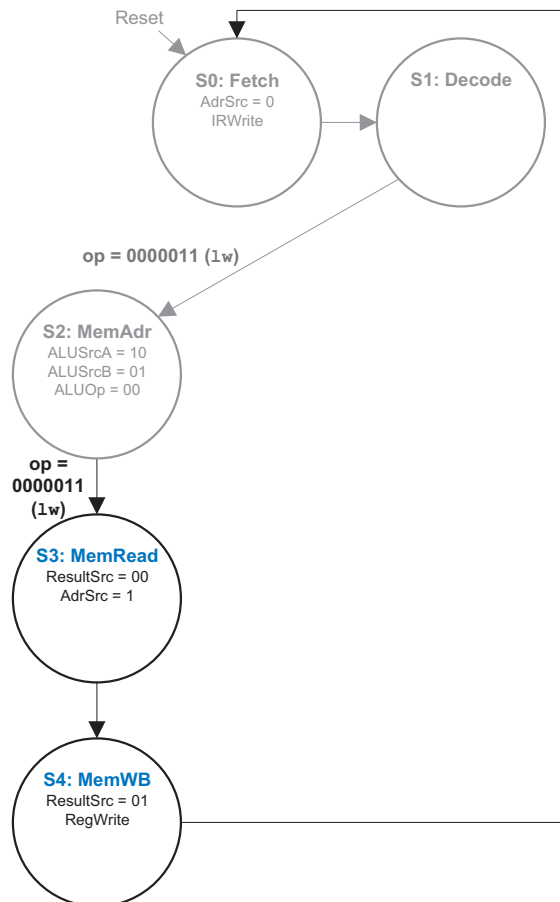 Reset
S0: Fetch
AdrSrc = 0
IRWrite
S1: Decode
op = 0000011 (lw)
S2: MemAdr
ALUSrcA = 10
ALUSrcB = 01
ALUOp = 00
op =
0000011
(lw)
S3: MemRead
ResultSrc = 00
AdrSrc = 1
S4: MemWB
ResultSrc = 01
RegWrite